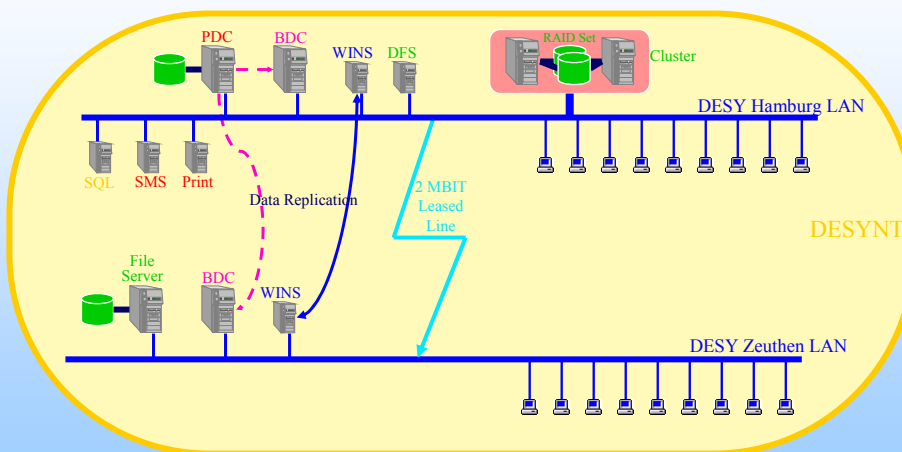 PDC
BDC
WINS
DFS
RAID Set
Cluster
DESY Hamburg LAN
SQL
SMS
Print
Data Replication
2 MBIT
Leased
Line
DESYNT
File
Server
BDC
WINS
DESY Zeuthen LAN